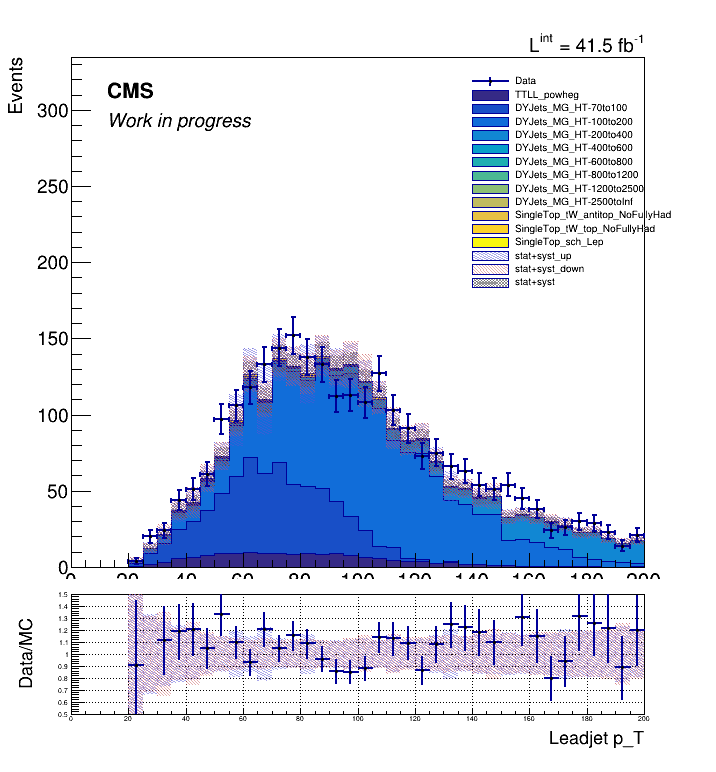 L^int = 41.5 fb^-1
Events
CMS
Work in progress
Data
TTLL_powheg
DYJets_MG_HT-70to100
DYJets_MG_HT-100to200
DYJets_MG_HT-200to400
DYJets_MG_HT-400to600
DYJets_MG_HT-600to800
DYJets_MG_HT-800to1200
DYJets_MG_HT-1200to2500
DYJets_MG_HT-2500toInf
SingleTop_tW_antitop_NoFullyHad
SingleTop_tW_top_NoFullyHad
SingleTop_sch_Lep
stat+syst_up
stat+syst_down
stat+syst
300
250
200
150
100
50
0
0 20 40 60 80 100 120 140 160 180 200
Data/MC
1.5
1.4
1.3
1.2
1.1
1
0.9
0.8
0.7
0.6
0.5
0 20 40 60 80 100 120 140 160 180 200
Leadjet p_T